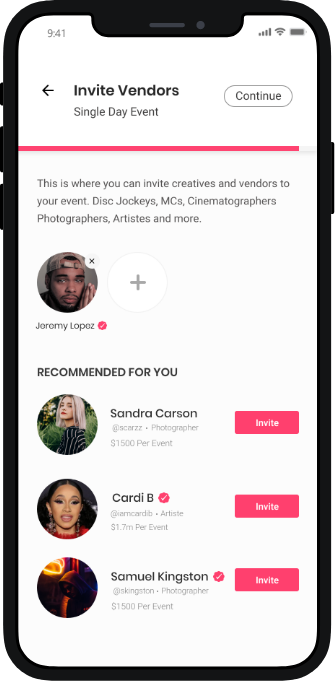 9:41
Invite Vendors
Continue
Single Day Event
This is where you can invite creatives and vendors to
your event. Disc Jockeys, MCs, Cinematographers
Photographers, Artistes and more.
Jeremy Lopez
RECOMMENDED FOR YOU
Sandra Carson
@scarzz • Photographer
$1500 Per Event
Invite
Cardi B
@iamcardib • Artiste
$1.7m Per Event
Invite
Samuel Kingston
@skingston • Photographer
$1500 Per Event
Invite